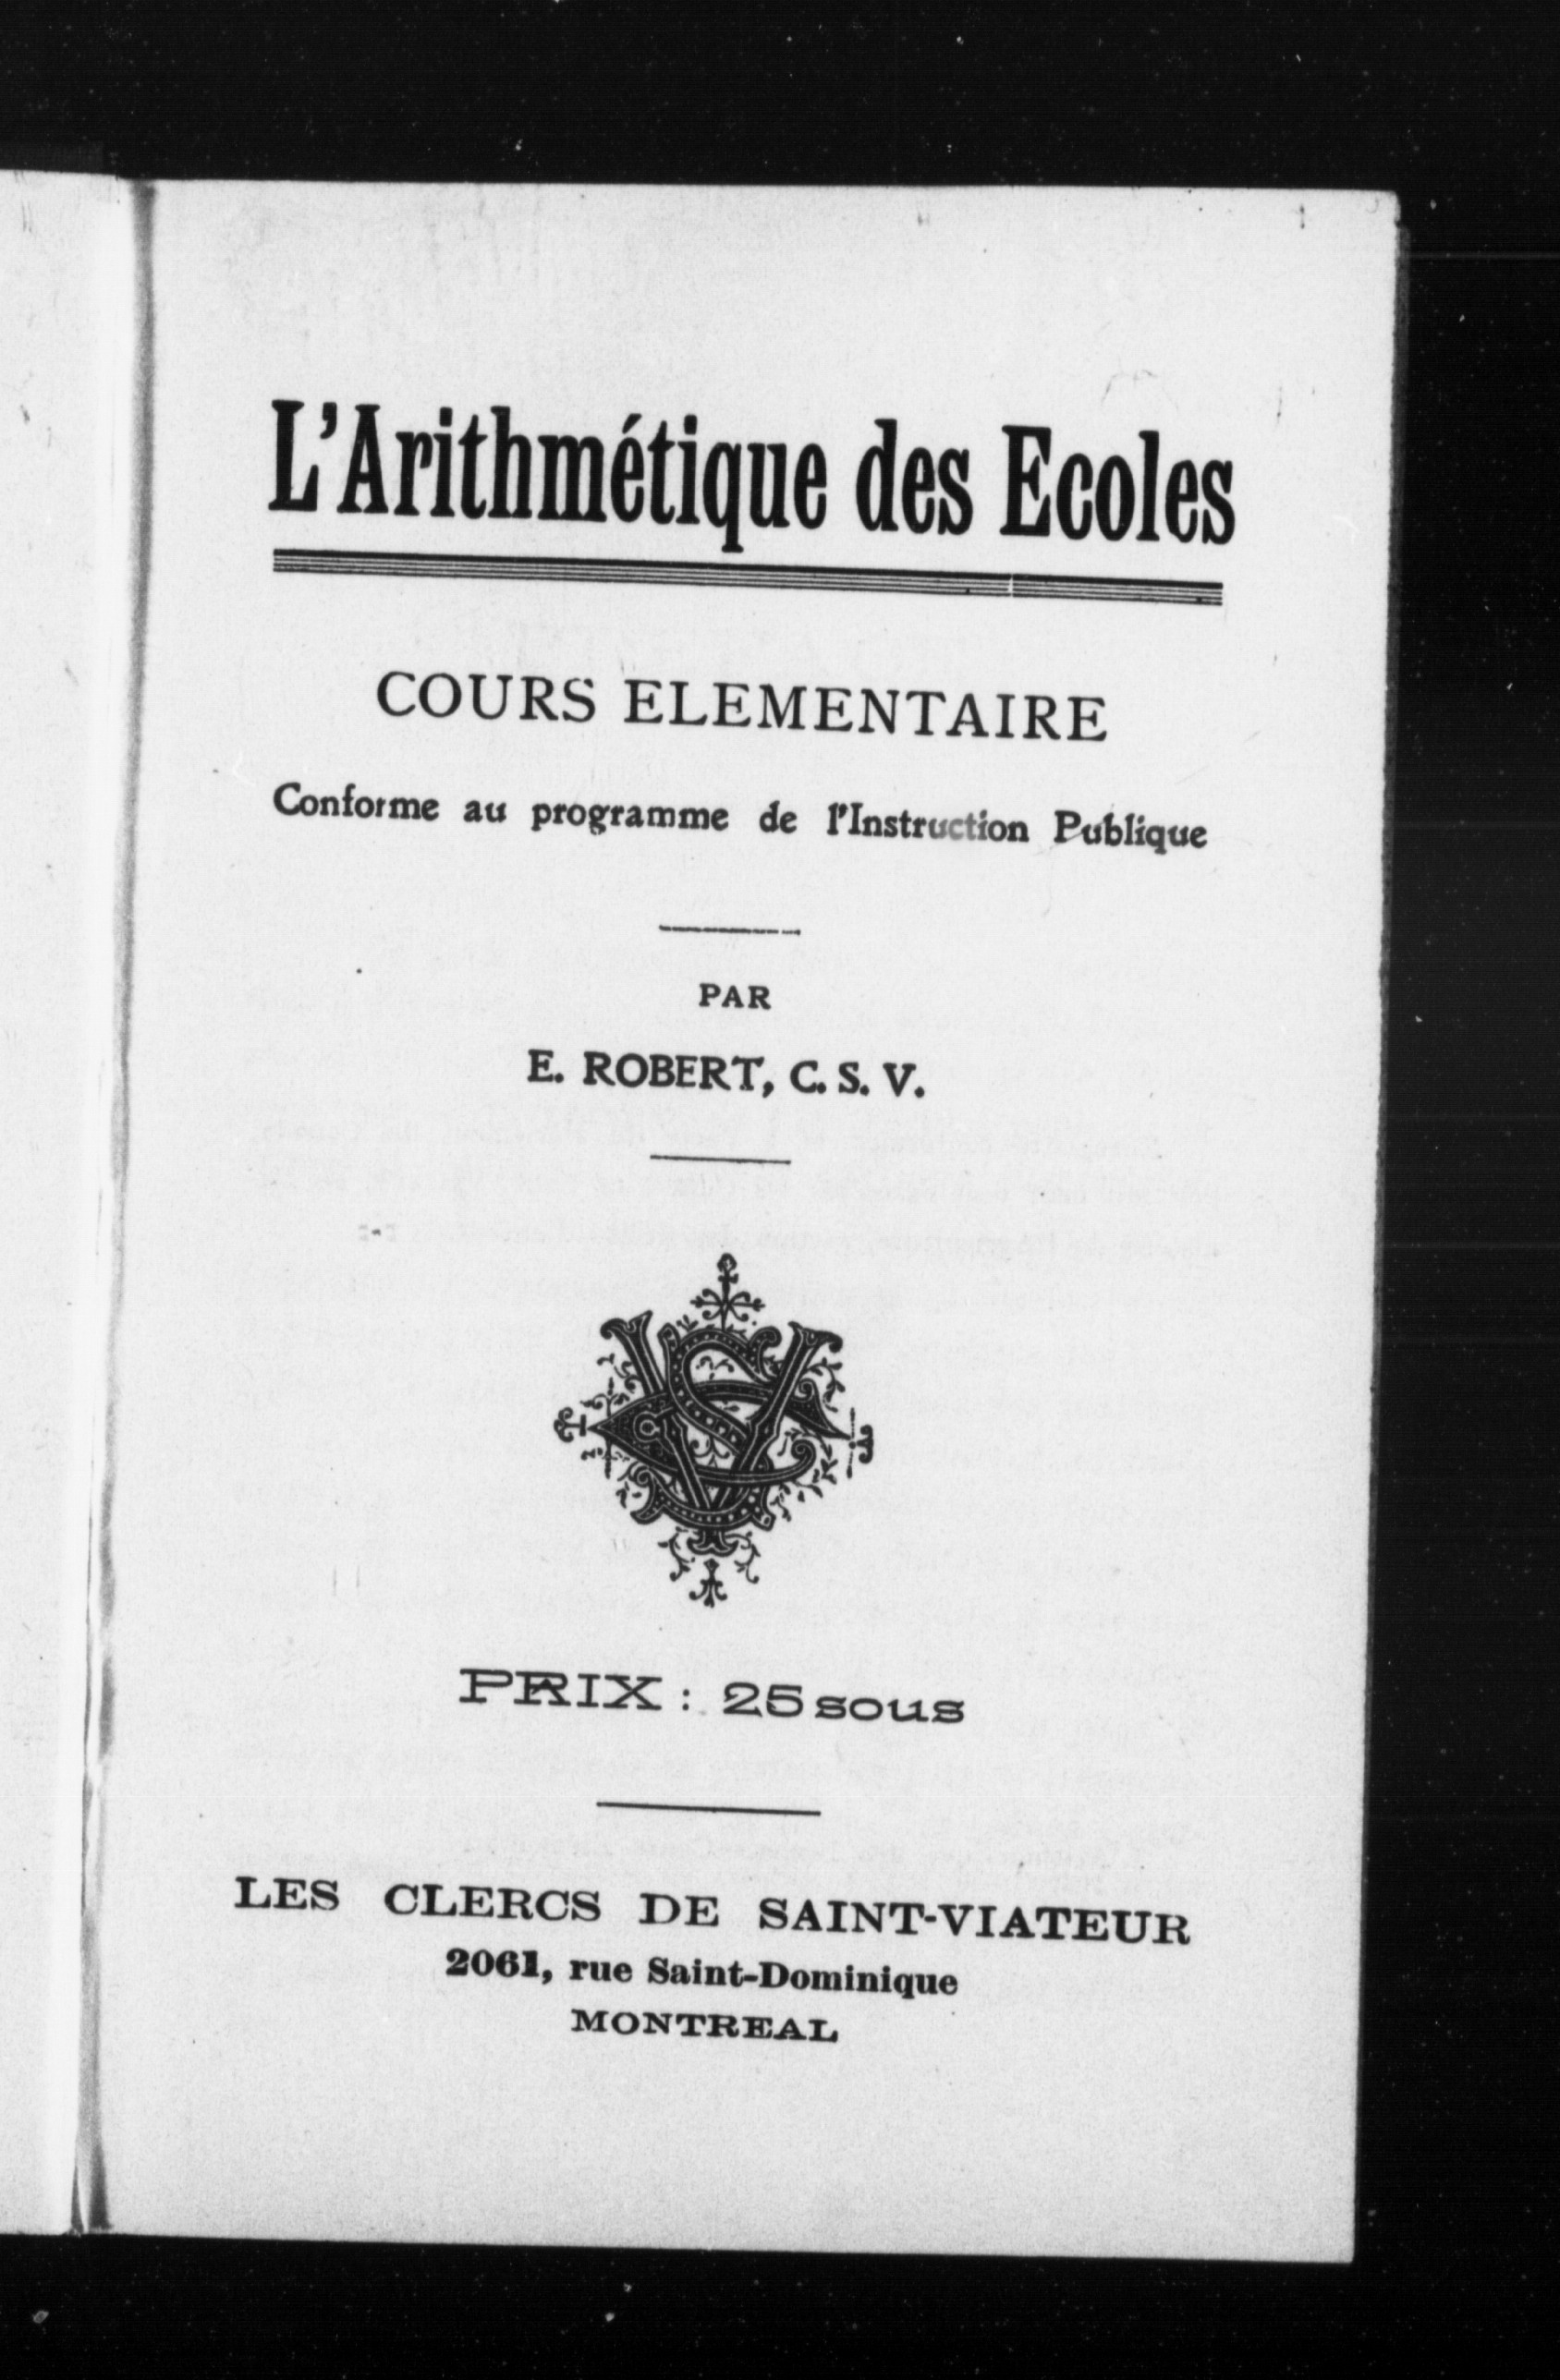 L'Arithmétique des Ecoles
COURS ELEMENTAIRE
Conforme au programme de l'Instruction Publique
PAR
E. ROBERT, C. S. V.
CSV
PRIX : 25 sous
LES CLERCS DE SAINT-VIATEUR
2061, rue Saint-Dominique
MONTREAL